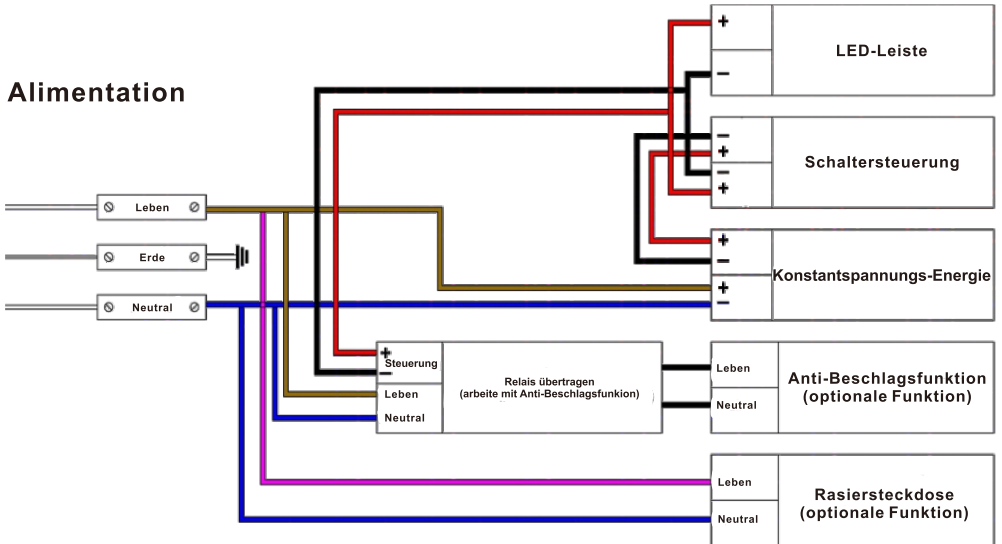 Alimentation
Leben
Erde
Neutral
+
LED-Leiste
−
−
+
Schaltersteuerung
−
+
+
−
Konstantspannungs-Energie
+
−
+
Steuerung
−
Leben
Neutral
Relais übertragen
(arbeite mit Anti-Beschlagsfunkion)
Leben
Neutral
Anti-Beschlagsfunktion
(optionale Funktion)
Leben
Neutral
Rasiersteckdose
(optionale Funktion)